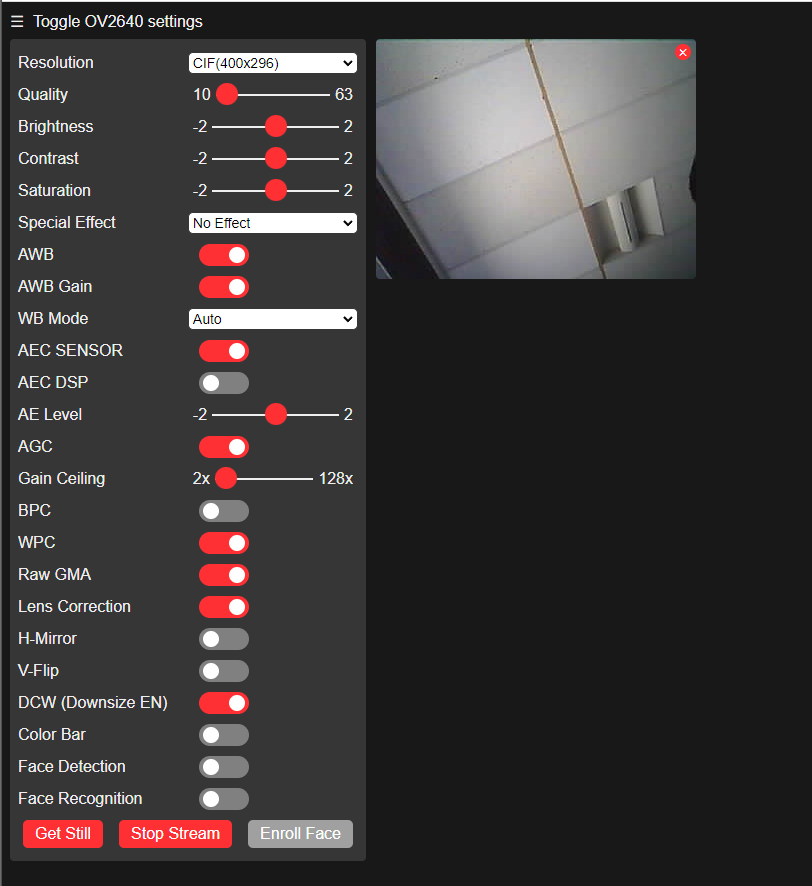 ☰ Toggle OV2640 settings
Resolution CIF(400x296)
Quality 10 63
Brightness -2 2
Contrast -2 2
Saturation -2 2
Special Effect No Effect
AWB
AWB Gain
WB Mode Auto
AEC SENSOR
AEC DSP
AE Level -2 2
AGC
Gain Ceiling 2x 128x
BPC
WPC
Raw GMA
Lens Correction
H-Mirror
V-Flip
DCW (Downsize EN)
Color Bar
Face Detection
Face Recognition
Get Still Stop Stream Enroll Face